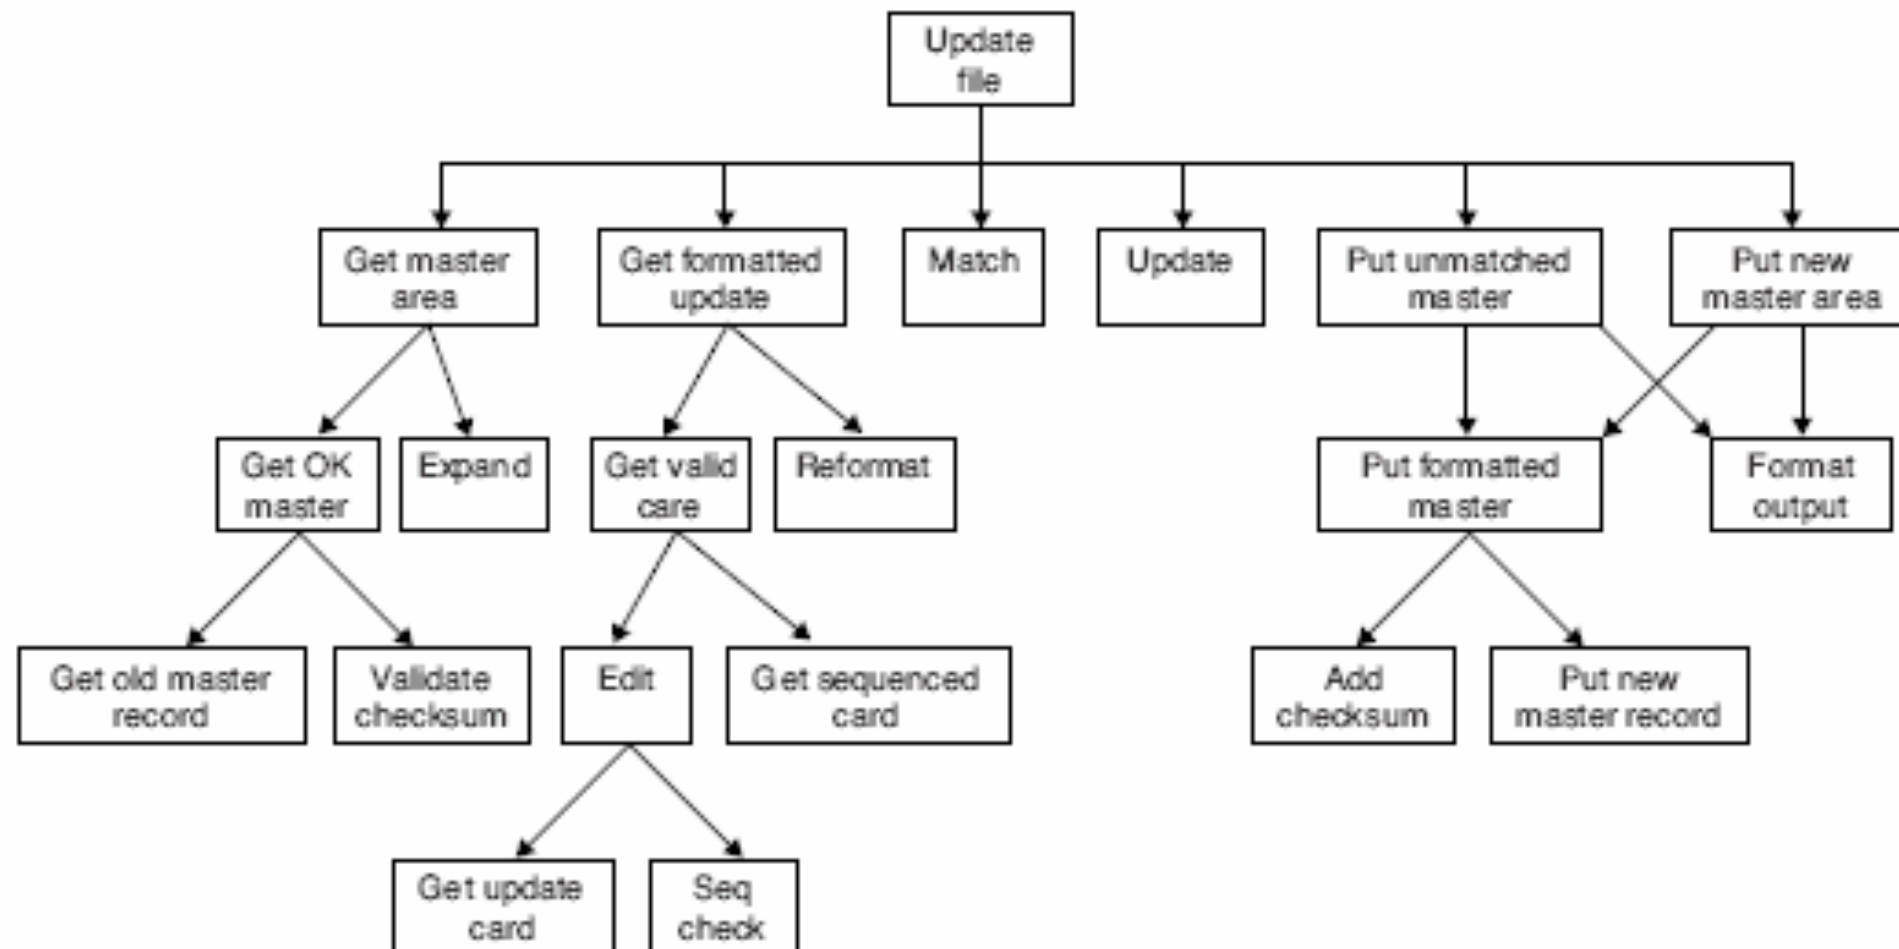 Update
file
Get master
area
Get formatted
update
Match
Update
Put unmatched
master
Put new
master area
Get OK
master
Expand
Get valid
care
Reformat
Put formatted
master
Format
output
Get old master
record
Validate
checksum
Edit
Get sequenced
card
Add
checksum
Put new
master record
Get update
card
Seq
check